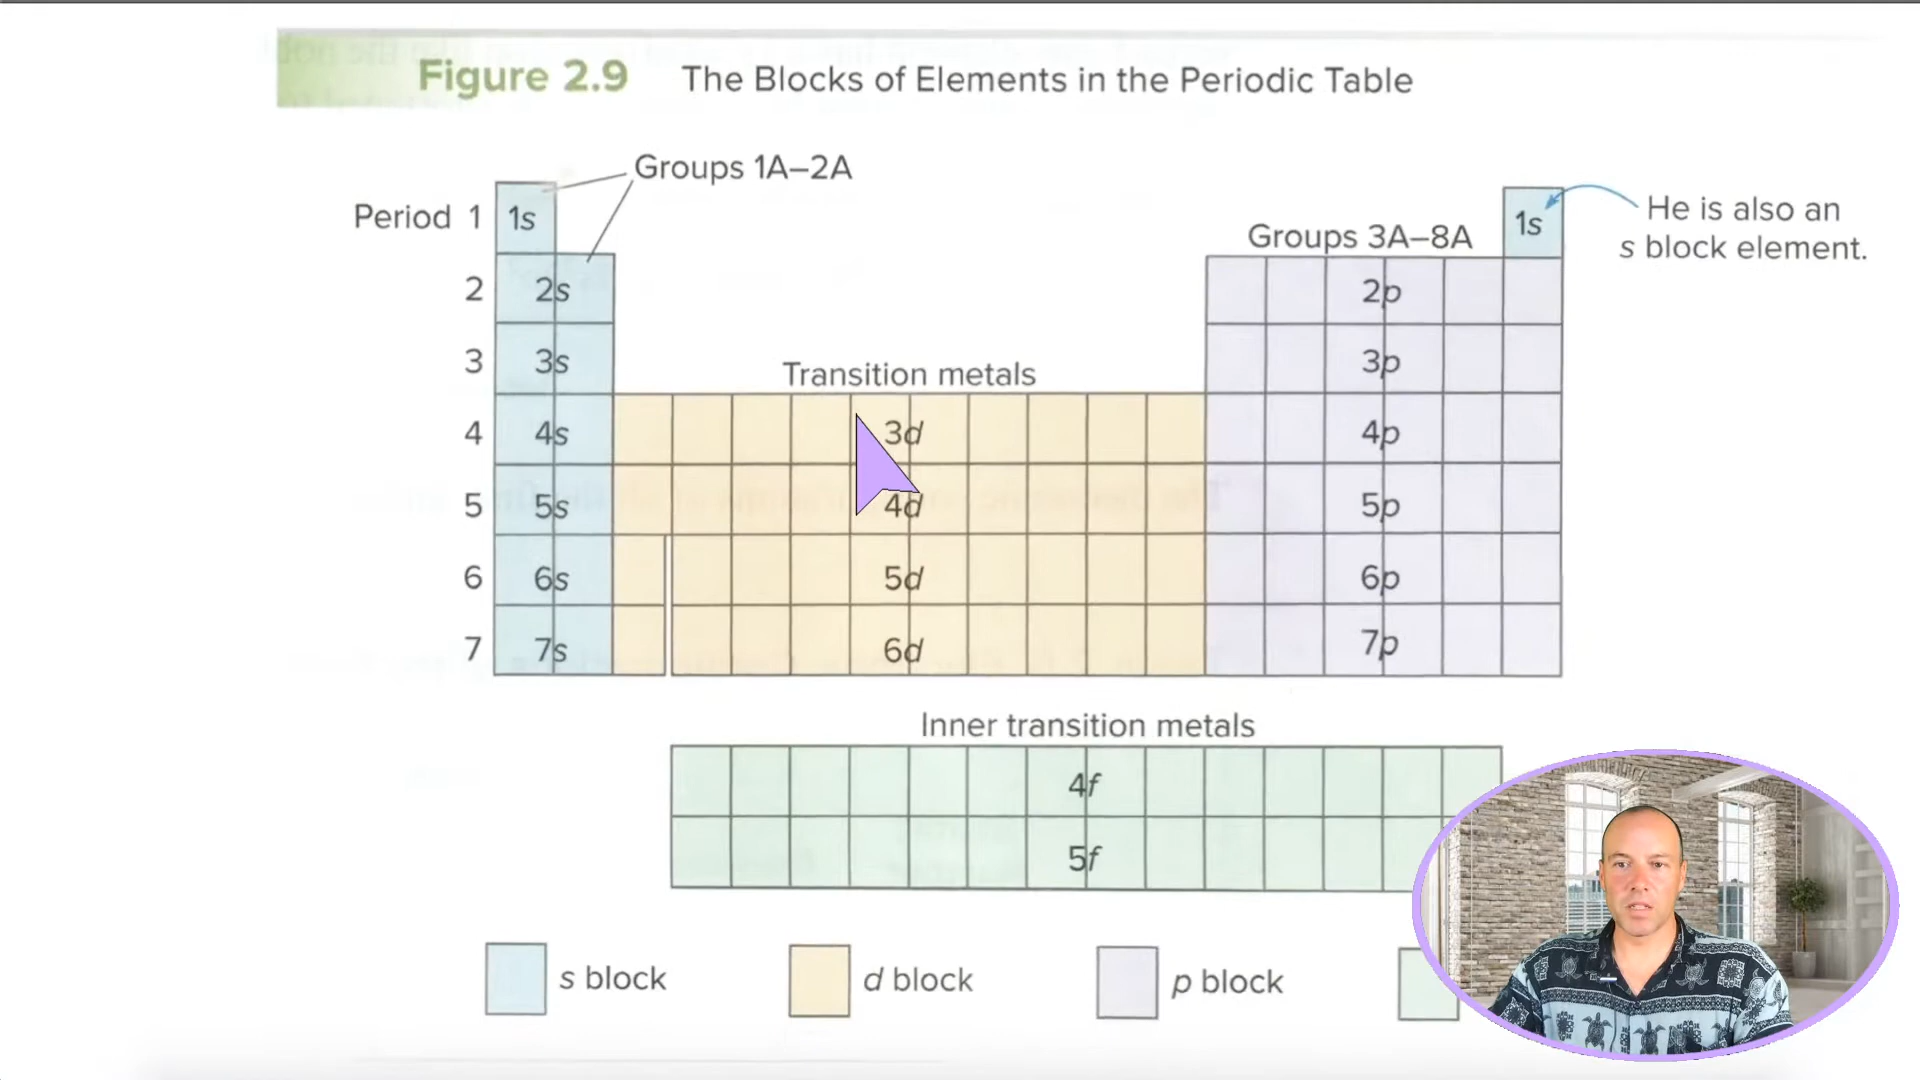 Figure 2.9 The Blocks of Elements in the Periodic Table
Groups 1A–2A
Period 1 1s
1s
He is also an
s block element.
Groups 3A–8A
2 2s 2p
3 3s 3p
Transition metals
4 4s 3d 4p
5 5s 4d 5p
6 6s 5d 6p
7 7s 6d 7p
Inner transition metals
4f
5f
s block d block p block